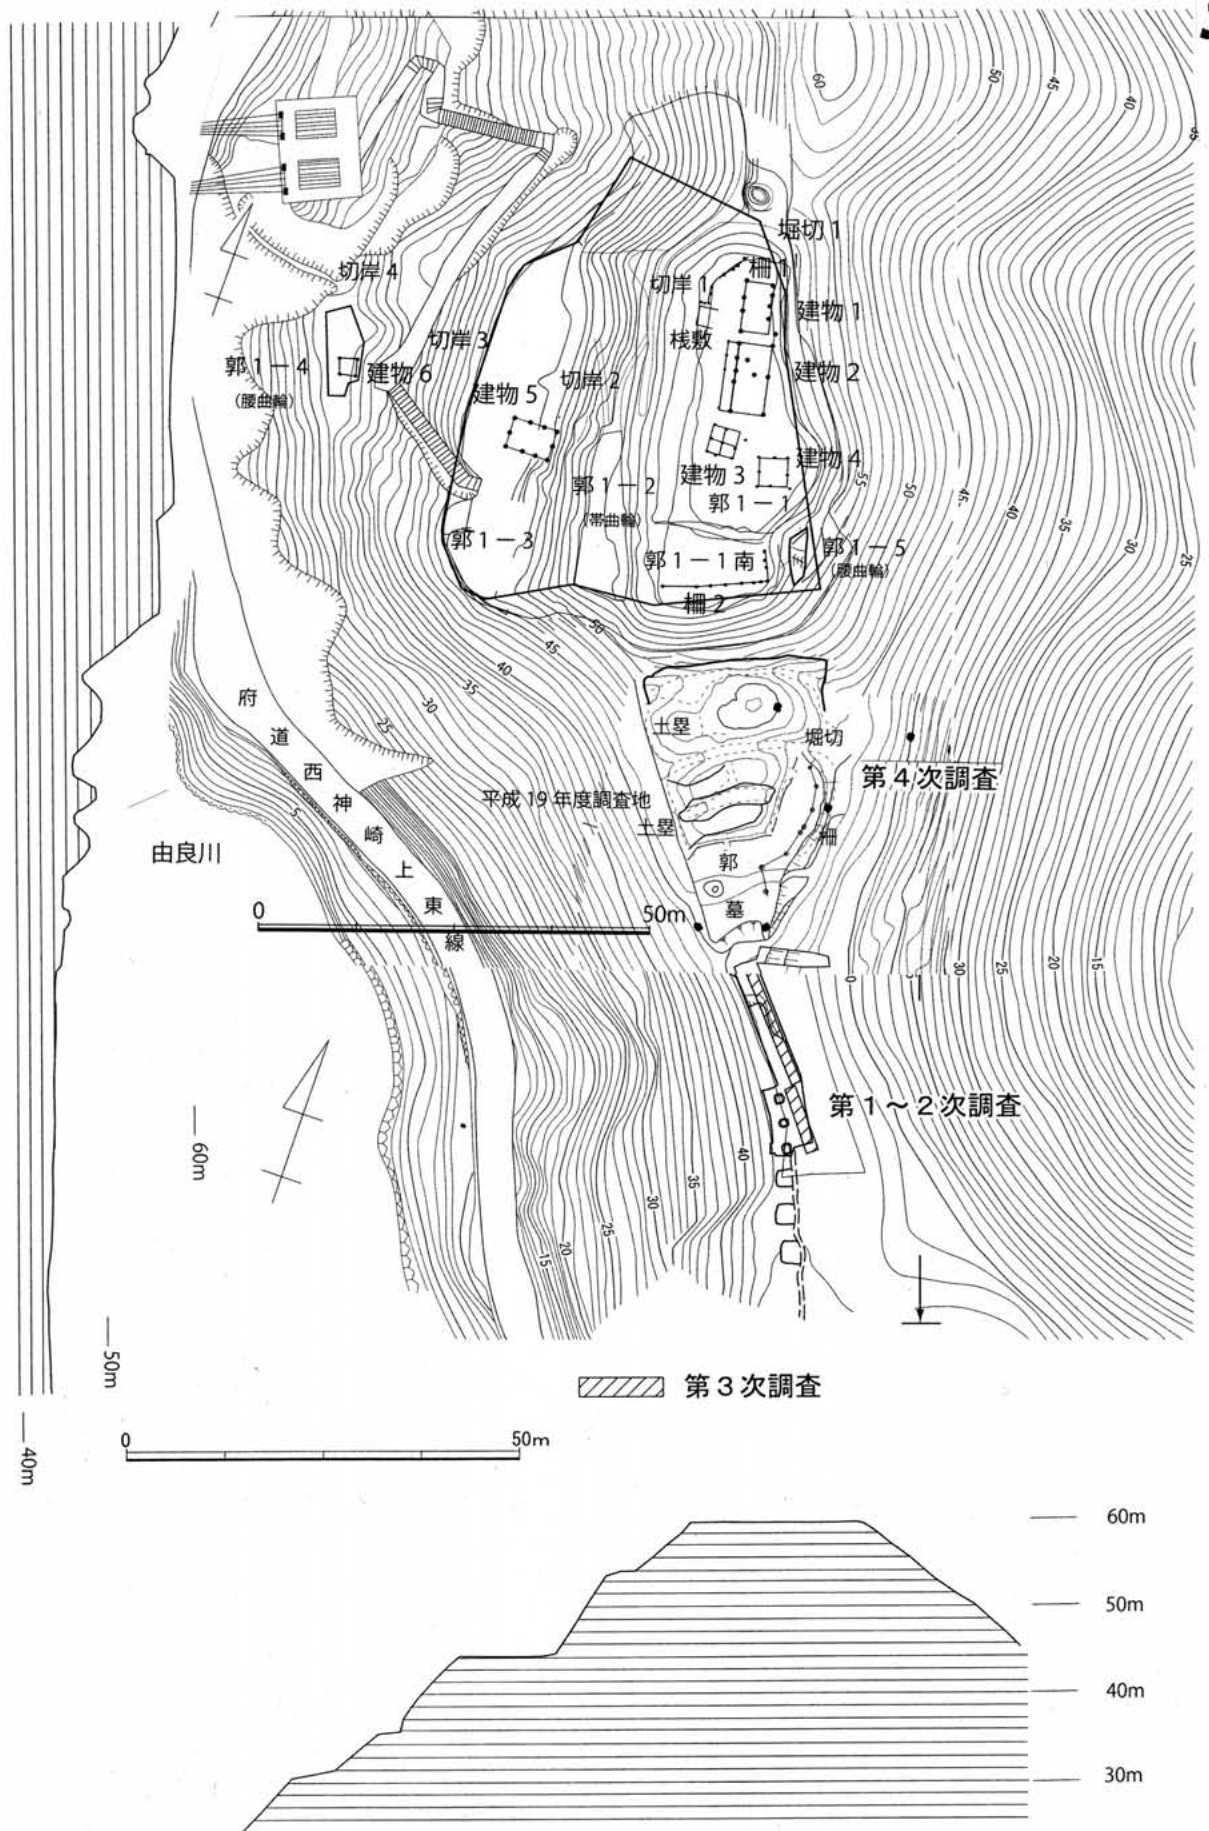 60
50
45
40
35
堀切1
切岸4
切岸1
柵1
建物1
切岸3
桟敷
郭1-4
(腰曲輪)
建物6
建物2
切岸2
建物5
建物3
建物4
郭1-2
(帯曲輪)
郭1-1
55
50
45
40
35
30
25
郭1-3
郭1-1南
郭1-5
(腰曲輪)
柵2
50
45
40
35
30
25
府道西神崎上東線
土塁
堀切
第4次調査
平成19年度調査地
土塁
柵
5
由良川
郭
墓
0
50m
0
30
25
20
15
第1~2次調査
60m
40
35
30
25
20
15
50m
第3次調査
40m
0
50m
60m
50m
40m
30m